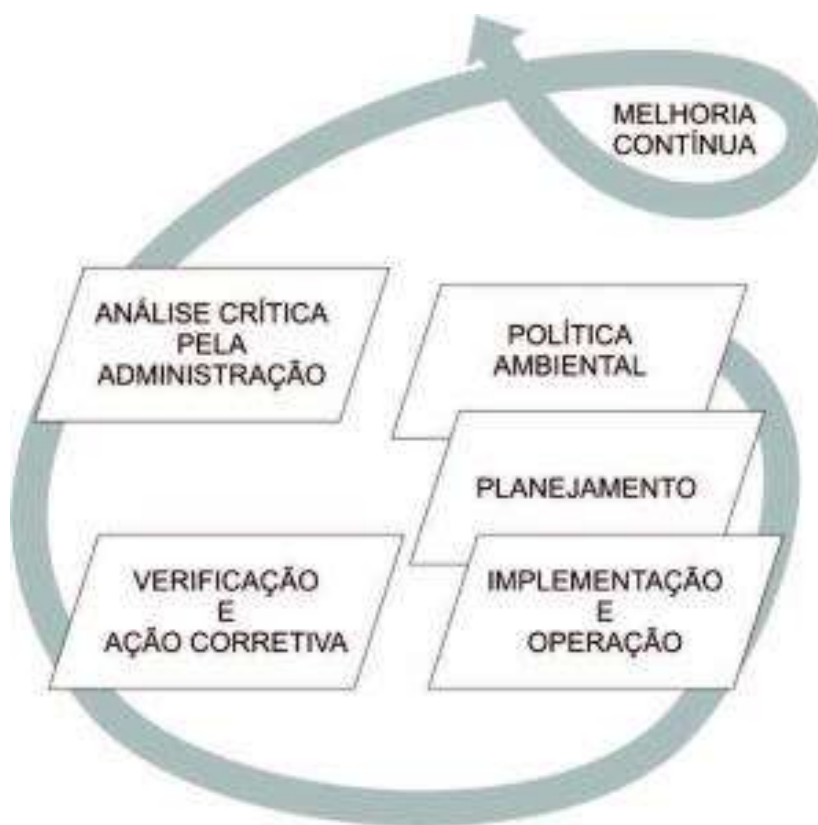 MELHORIA
CONTÍNUA
ANÁLISE CRÍTICA
PELA
ADMINISTRAÇÃO
POLÍTICA
AMBIENTAL
PLANEJAMENTO
VERIFICAÇÃO
E
AÇÃO CORRETIVA
IMPLEMENTAÇÃO
E
OPERAÇÃO